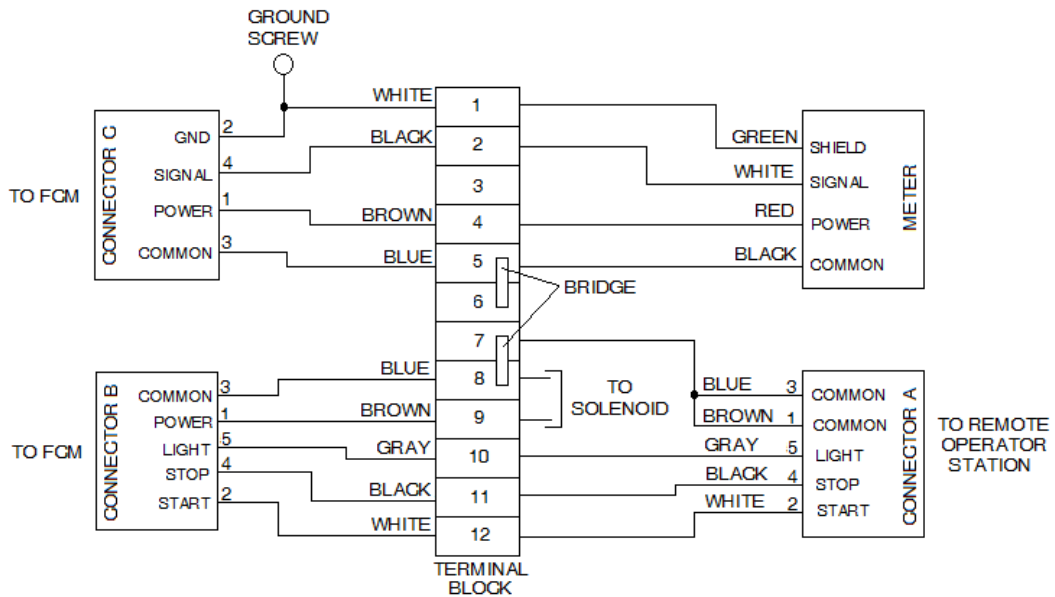 GROUND
SCREW
TO FCM
CONNECTOR C
GND 2
SIGNAL 4
POWER 1
COMMON 3
WHITE
BLACK
BROWN
BLUE
1
2
3
4
5
6
7
8
9
10
11
12
TERMINAL
BLOCK
BRIDGE
GREEN
WHITE
RED
BLACK
SHIELD
SIGNAL
POWER
COMMON
METER
TO FCM
CONNECTOR B
COMMON 3
POWER 1
LIGHT 5
STOP 4
START 2
BLUE
BROWN
GRAY
BLACK
WHITE
TO
SOLENOID
BLUE 3 COMMON
BROWN 1 COMMON
GRAY 5 LIGHT
BLACK 4 STOP
WHITE 2 START
CONNECTOR A
TO REMOTE
OPERATOR
STATION